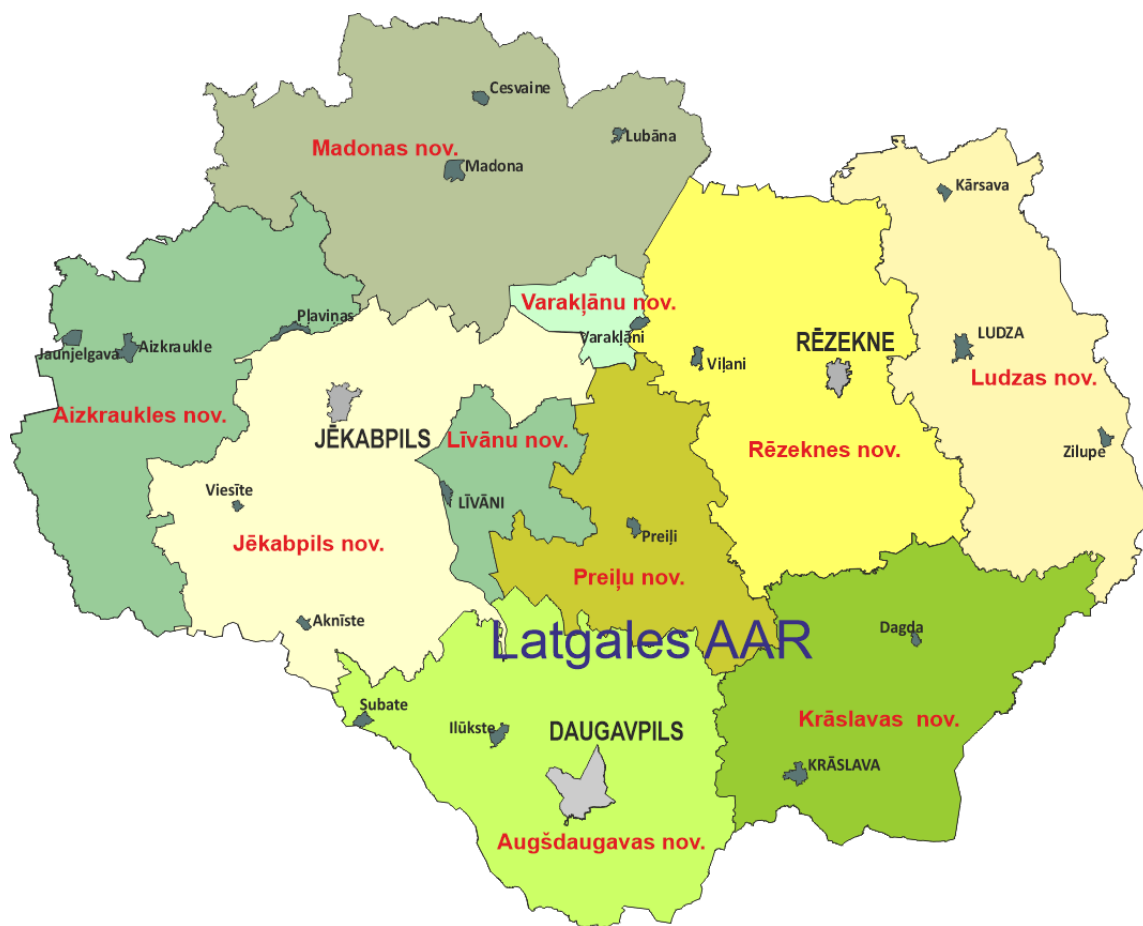 Cesvaine
Lubāna
Madonas nov.
Madona
Kārsava
Varakļānu nov.
Pļaviņas
Varakļāni
Jaunjelgava
Aizkraukle
RĒZEKNE
LUDZA
Viļani
Ludzas nov.
Aizkraukles nov.
JĒKABPILS
Līvānu nov.
Rēzeknes nov.
Zilupe
Viesīte
LĪVĀNI
Jēkabpils nov.
Preiļi
Preiļu nov.
Aknīste
Latgales AAR
Dagda
Subate
Ilūkste
DAUGAVPILS
Krāslavas  nov.
KRĀSLAVA
Augšdaugavas nov.